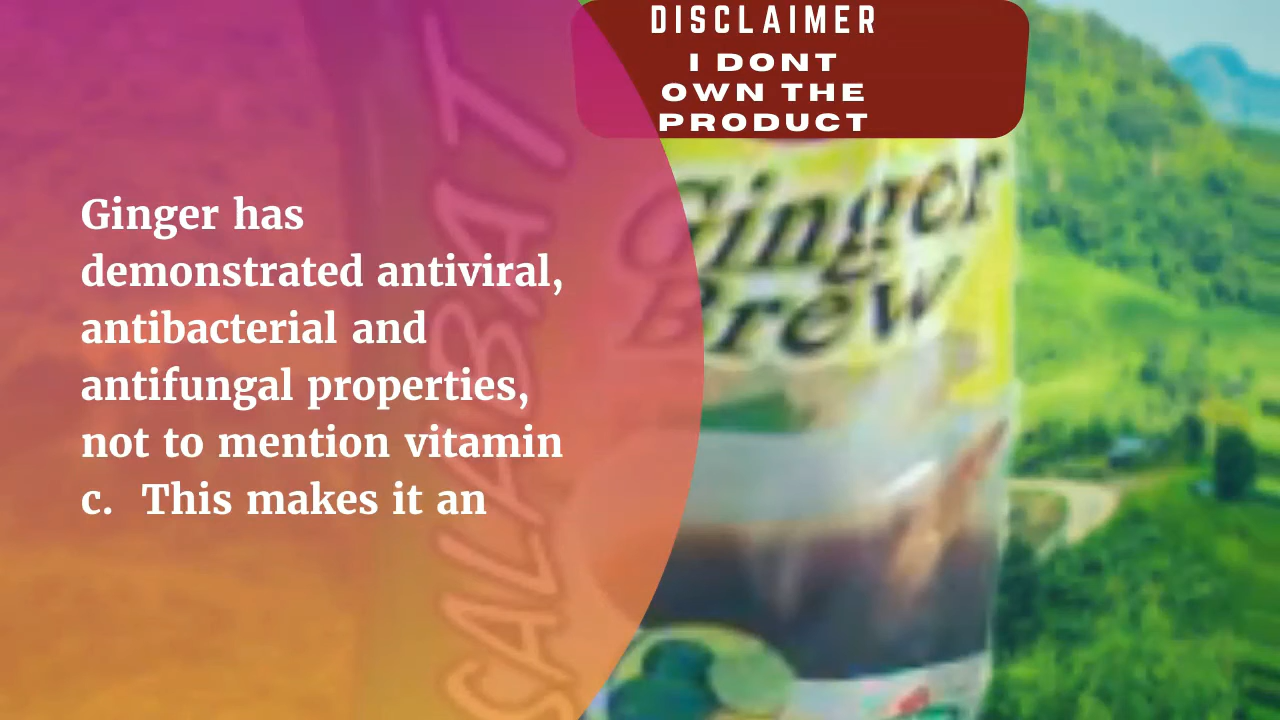 DISCLAIMER
I DONT
OWN THE
PRODUCT
Ginger has
demonstrated antiviral,
antibacterial and
antifungal properties,
not to mention vitamin
c. This makes it an
SALABAT
Ginger
Brew